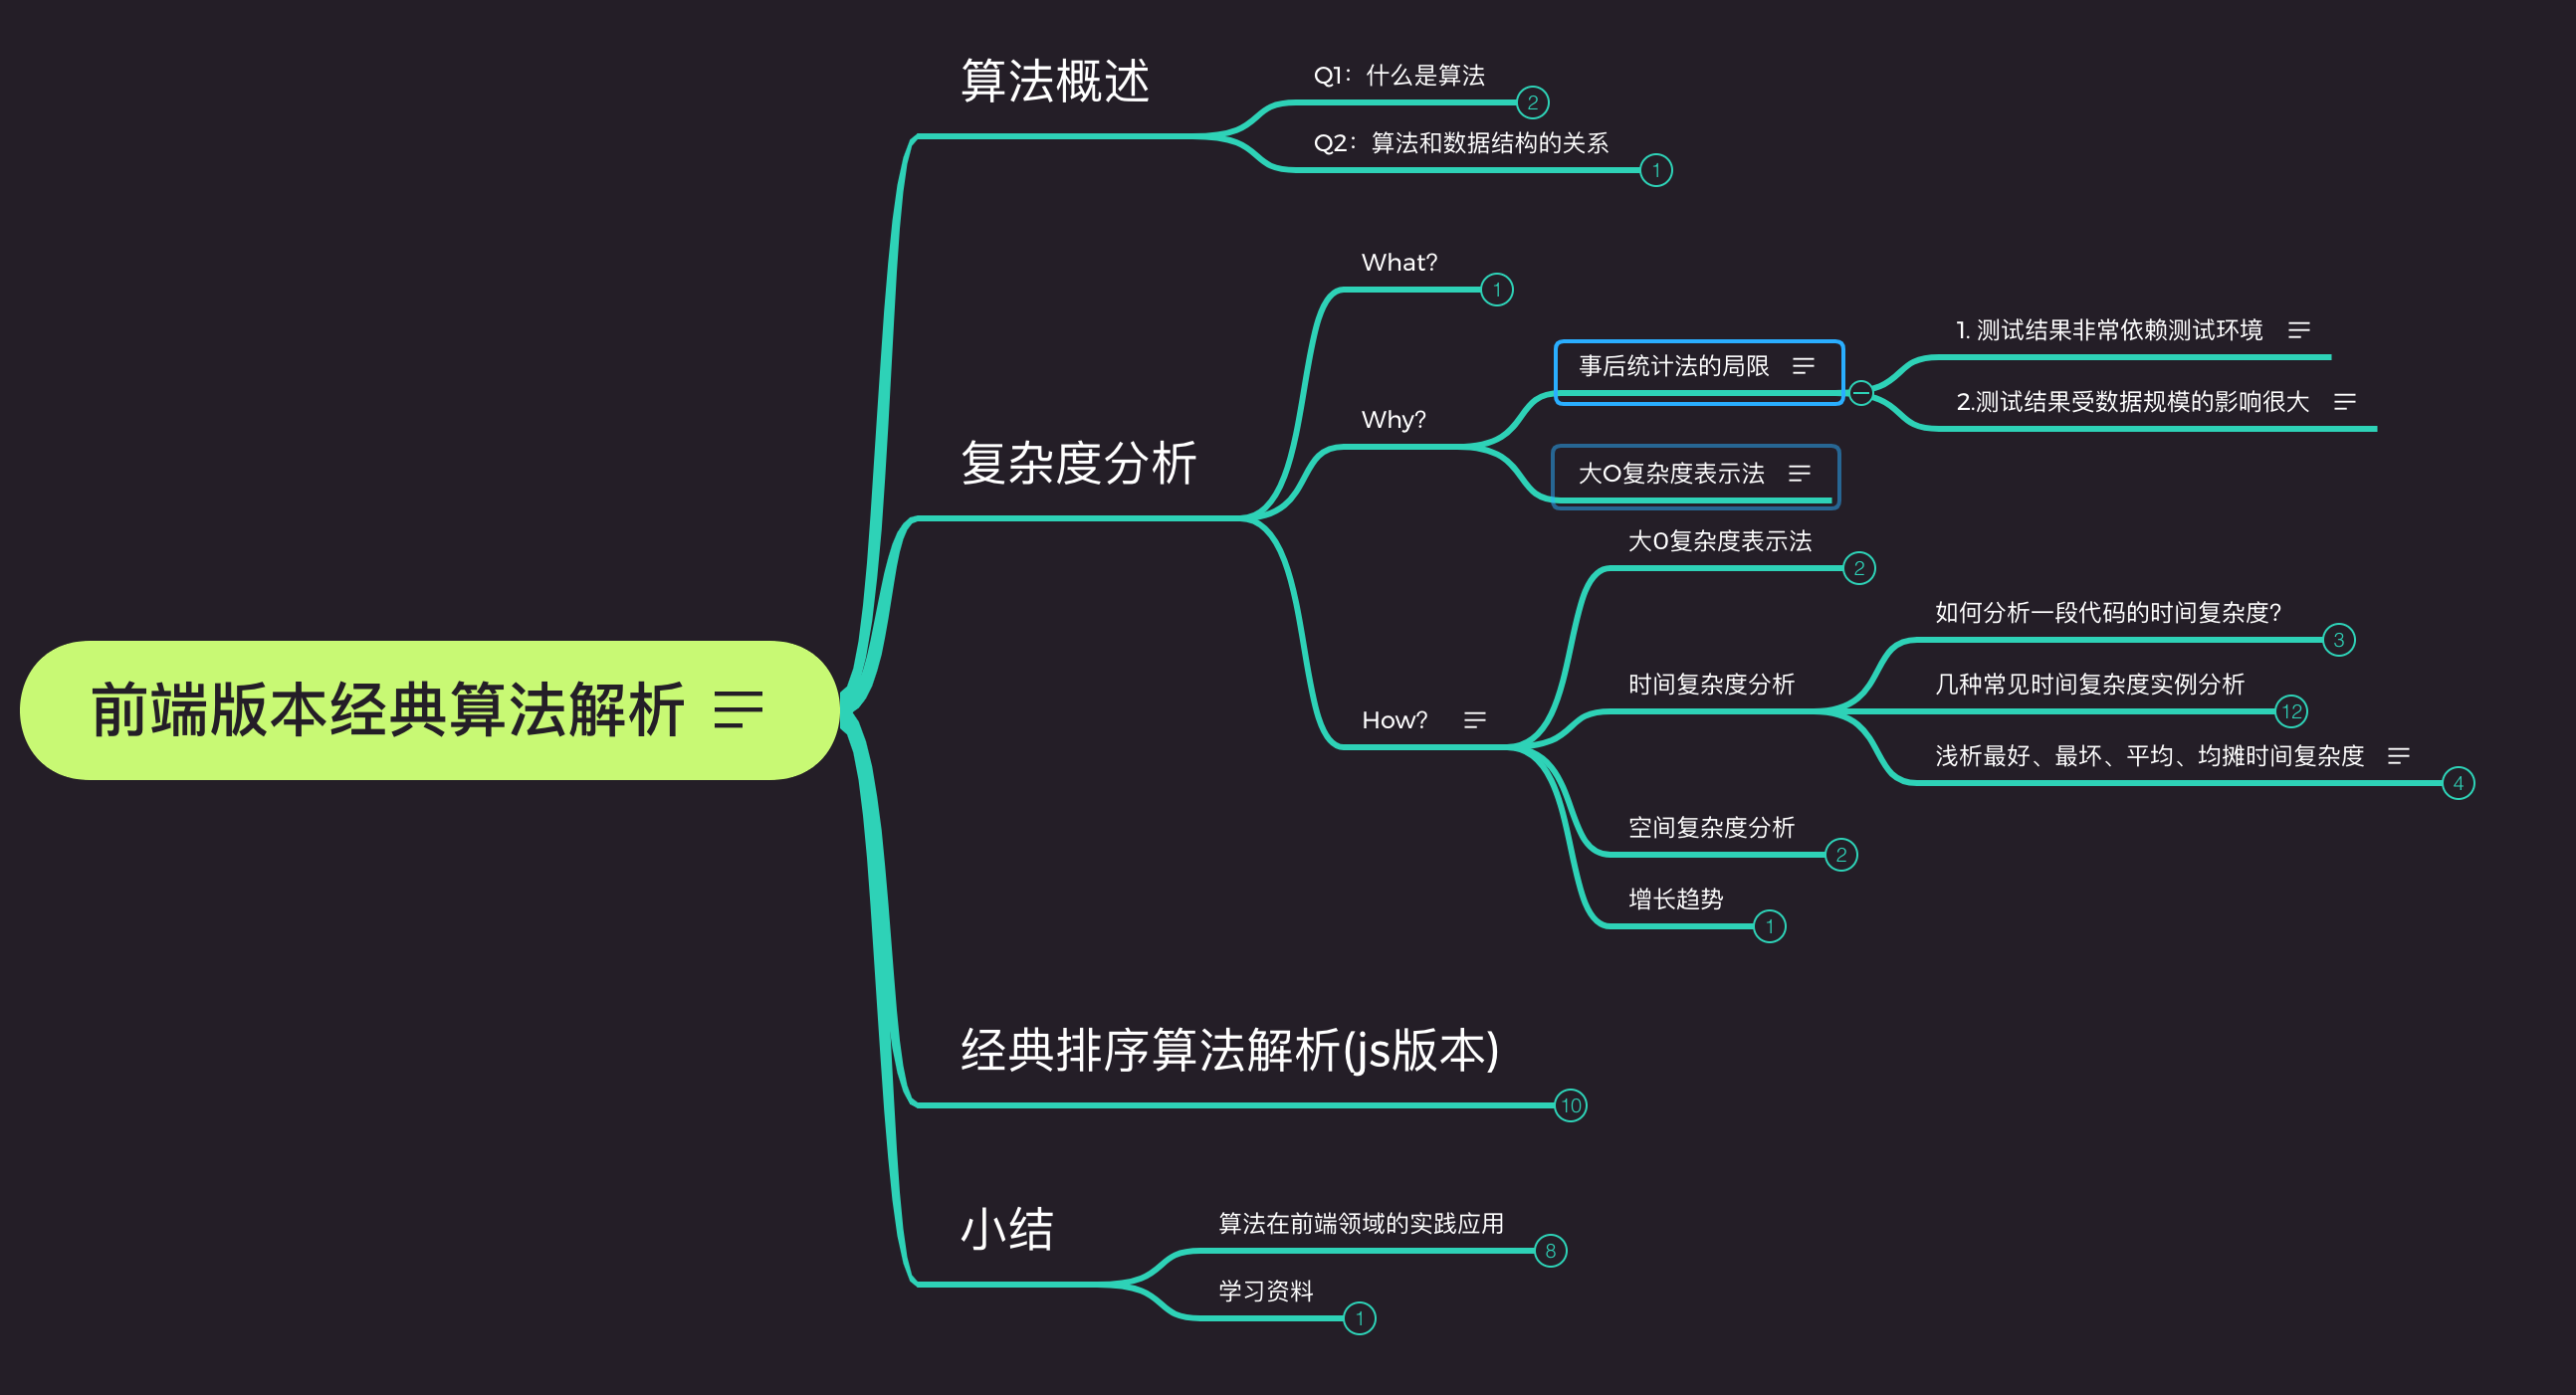 前端版本经典算法解析
算法概述
Q1：什么是算法
2
Q2：算法和数据结构的关系
1
复杂度分析
What?
1
Why?
事后统计法的局限
1. 测试结果非常依赖测试环境
2.测试结果受数据规模的影响很大
大O复杂度表示法
How?
大0复杂度表示法
2
时间复杂度分析
如何分析一段代码的时间复杂度?
3
几种常见时间复杂度实例分析
12
浅析最好、最坏、平均、均摊时间复杂度
4
空间复杂度分析
2
增长趋势
1
经典排序算法解析(js版本)
10
小结
算法在前端领域的实践应用
8
学习资料
1